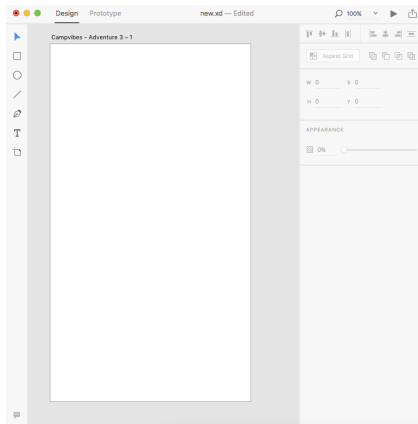 Design Prototype new.xd — Edited 100%
Campvibes - Adventure 3 – 1
T
Repeat Grid
W 0 X 0
H 0 Y 0
APPEARANCE
0%